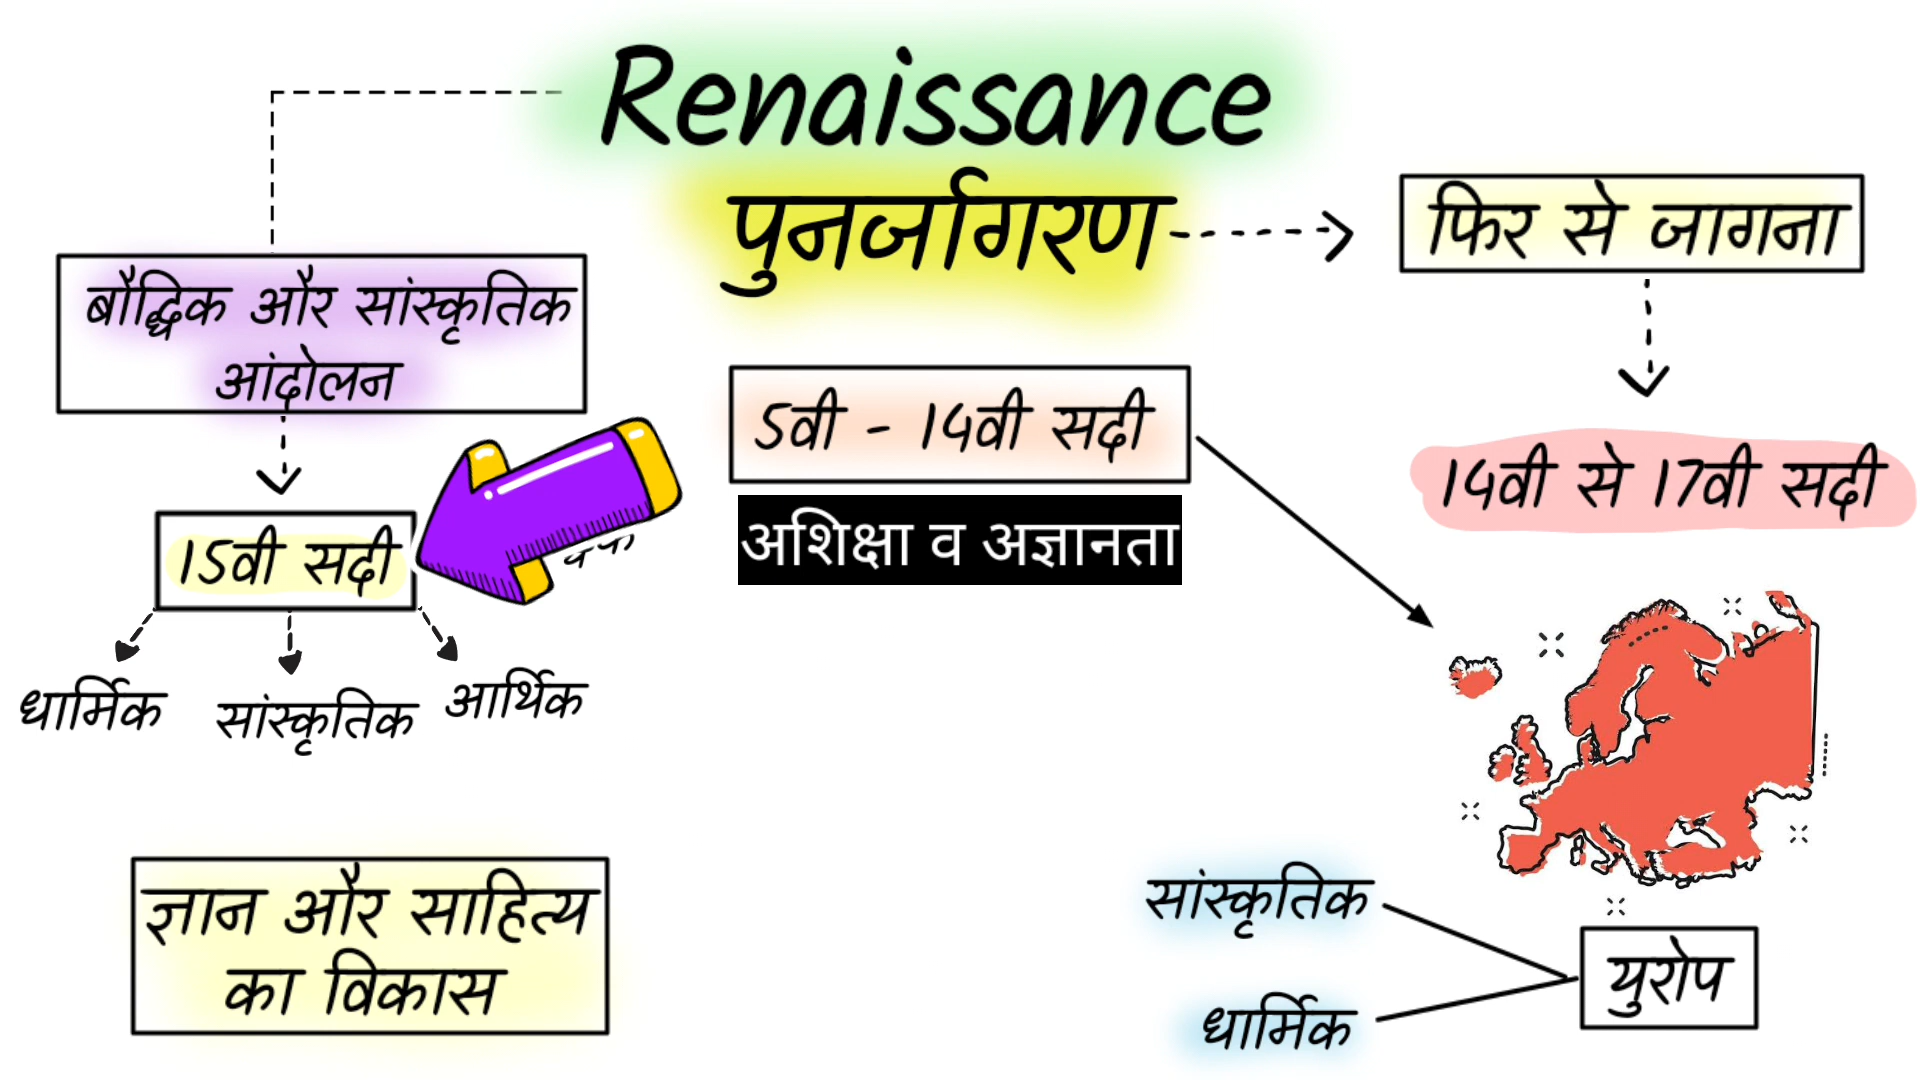 Renaissance
पुनर्जागरण
फिर से जागना
बौद्धिक और सांस्कृतिक
आंदोलन
5वी - 14वी सदी
14वी से 17वी सदी
अशिक्षा व अज्ञानता
15वी सदी
धार्मिक
सांस्कृतिक
आर्थिक
ज्ञान और साहित्य
का विकास
सांस्कृतिक
धार्मिक
युरोप